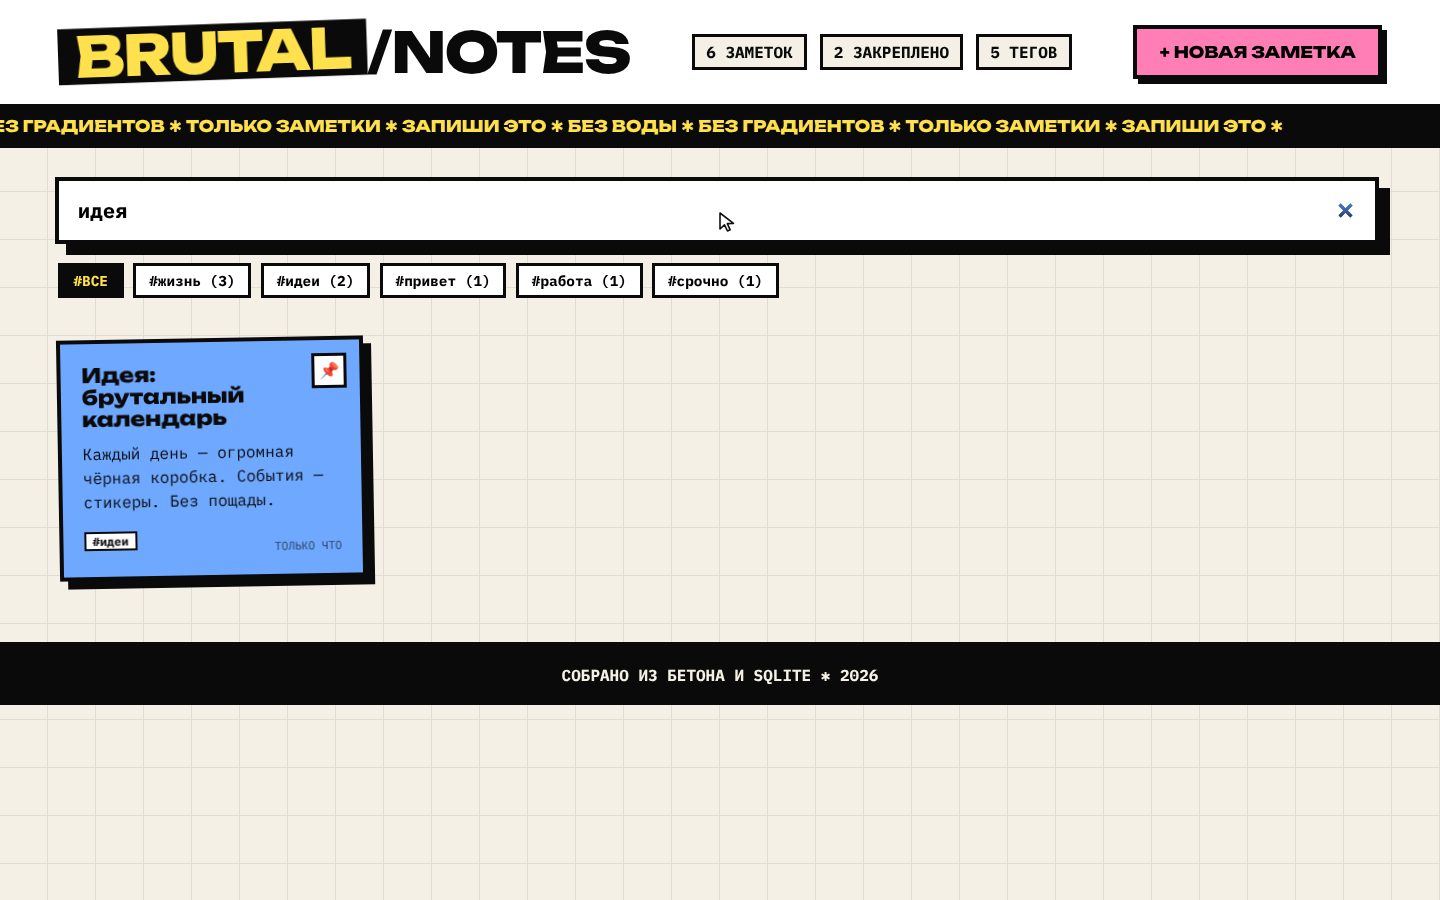 BRUTAL/NOTES
6 ЗАМЕТОК
2 ЗАКРЕПЛЕНО
5 ТЕГОВ
+ НОВАЯ ЗАМЕТКА
ЕЗ ГРАДИЕНТОВ ✱ ТОЛЬКО ЗАМЕТКИ ✱ ЗАПИШИ ЭТО ✱ БЕЗ ВОДЫ ✱ БЕЗ ГРАДИЕНТОВ ✱ ТОЛЬКО ЗАМЕТКИ ✱ ЗАПИШИ ЭТО ✱
идея
#ВСЕ
#жизнь (3)
#идеи (2)
#привет (1)
#работа (1)
#срочно (1)
Идея:
брутальный
календарь
Каждый день — огромная
чёрная коробка. События —
стикеры. Без пощады.
#идеи
ТОЛЬКО ЧТО
СОБРАНО ИЗ БЕТОНА И SQLITE ✱ 2026